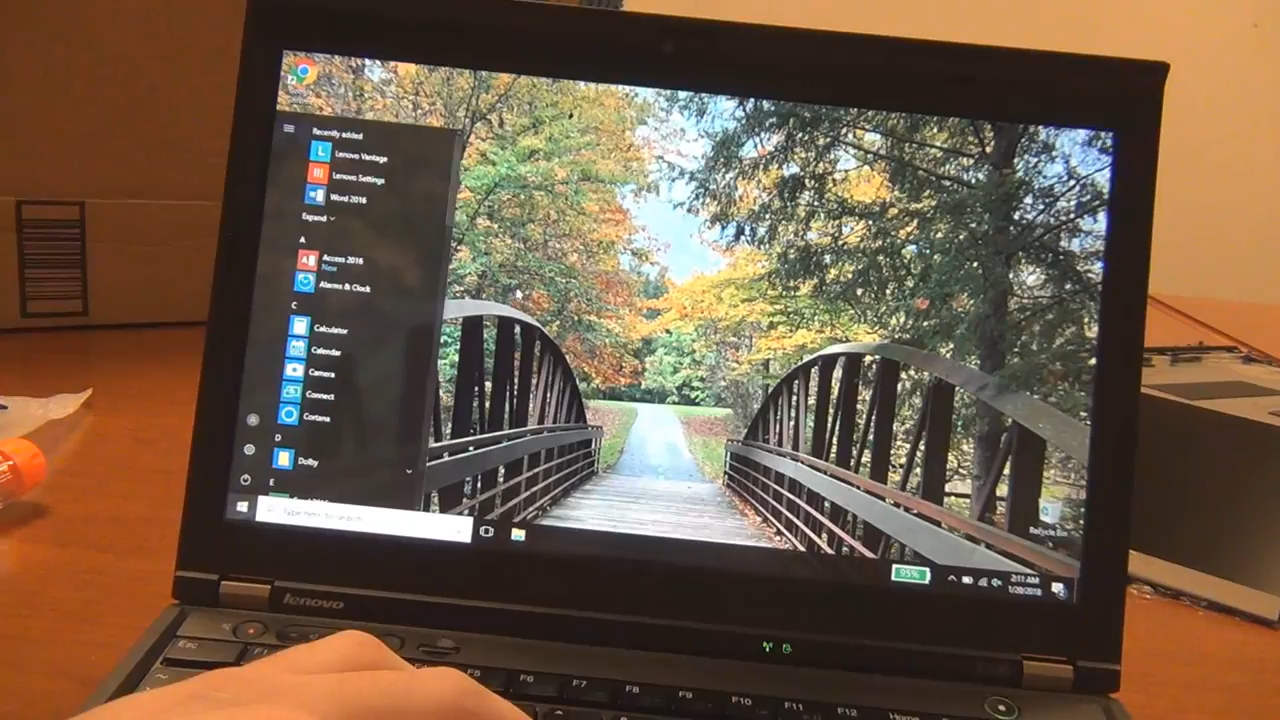 Recently added
Lenovo Vantage
Lenovo Settings
Word 2016
Expand
A
Access 2016
New
Alarms & Clock
C
Calculator
Calendar
Camera
Connect
Cortana
D
Dolby
E
Type here to search
Recycle Bin
95%
2:11 AM
1/20/2018
lenovo
Esc
F1
F5
F6
F7
F8
F9
F10
F11
F12
Home